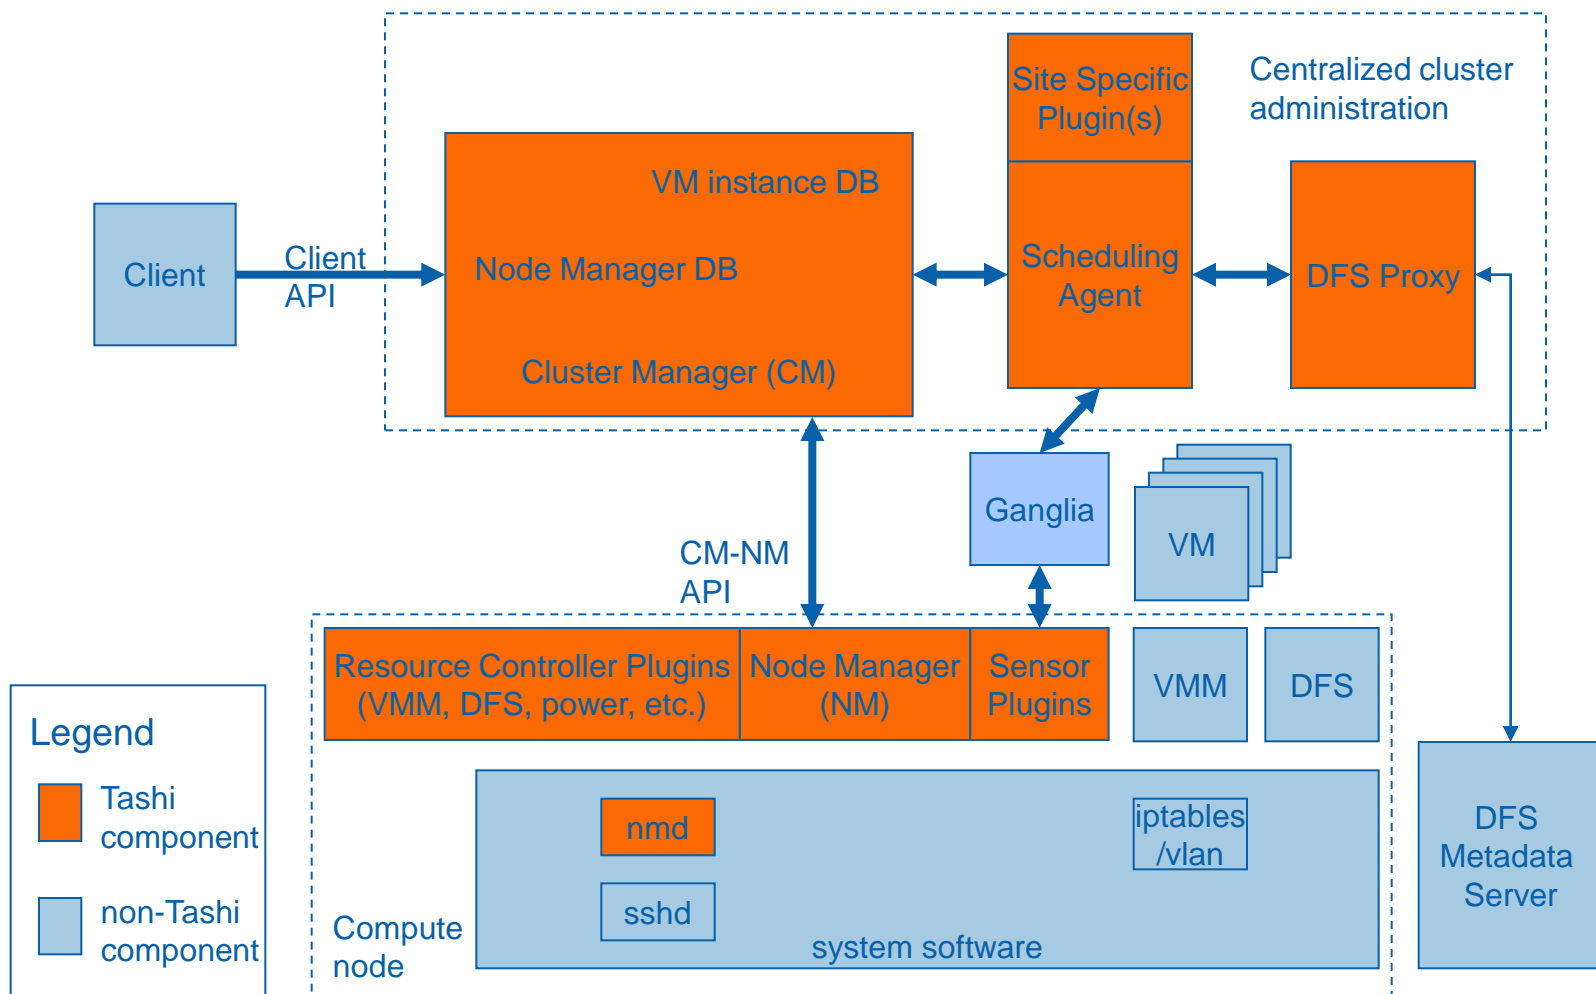 Site Specific
Plugin(s)
Centralized cluster
administration
VM instance DB
Client
Client
API
Node Manager DB
Scheduling
Agent
DFS Proxy
Cluster Manager (CM)
Ganglia
VM
CM-NM
API
Resource Controller Plugins
(VMM, DFS, power, etc.)
Node Manager
(NM)
Sensor
Plugins
VMM
DFS
Legend
Tashi
component
non-Tashi
component
nmd
iptables
/vlan
sshd
system software
Compute
node
DFS
Metadata
Server